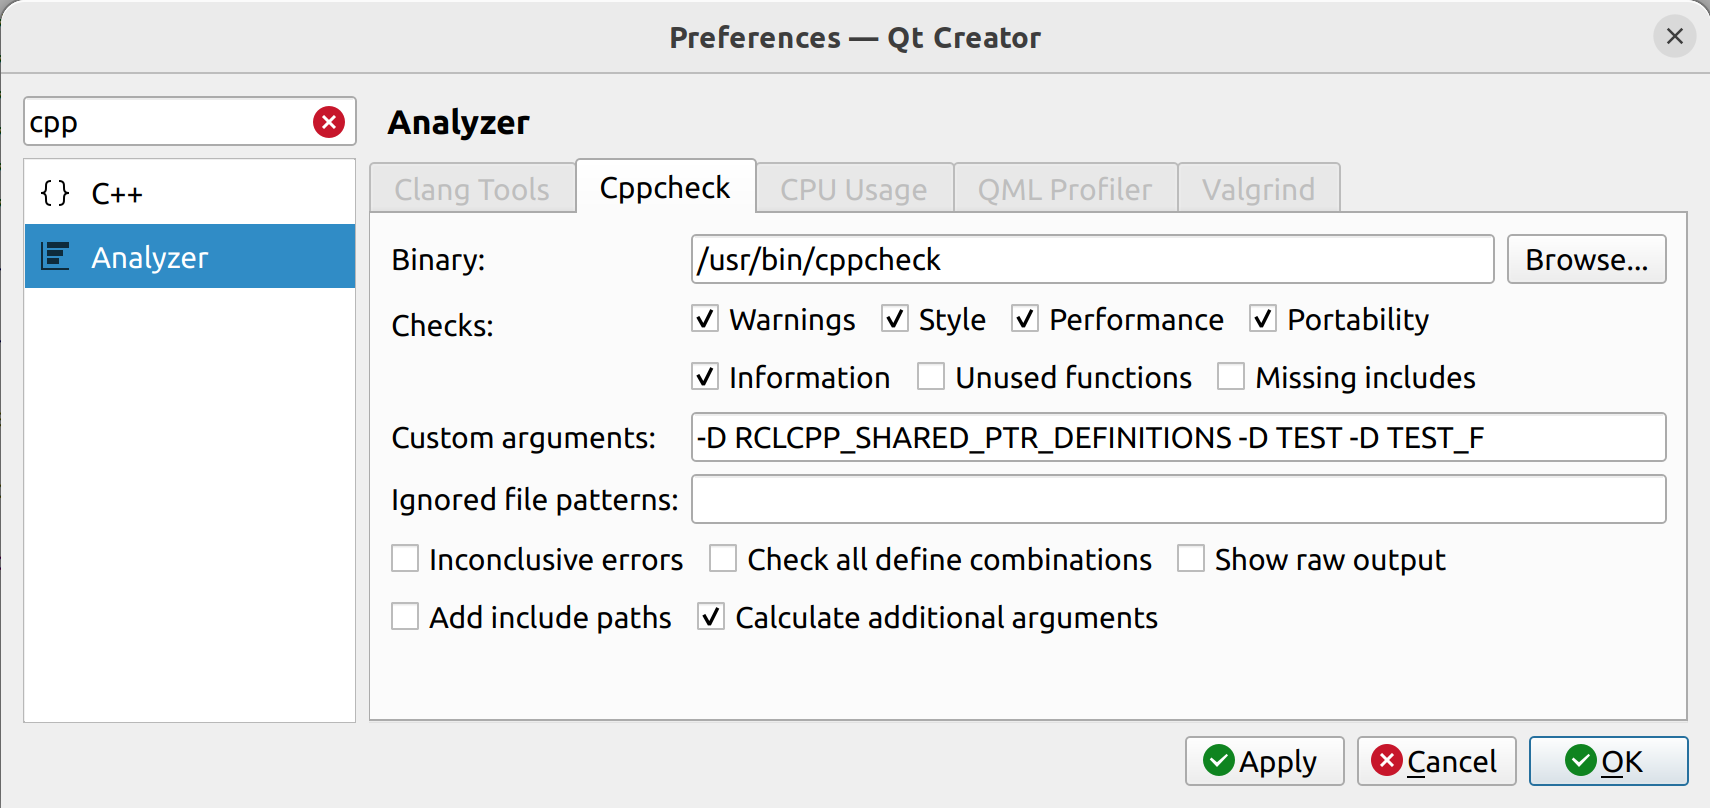 Preferences — Qt Creator
cpp
Analyzer
C++
Analyzer
Clang Tools Cppcheck CPU Usage QML Profiler Valgrind
Binary: /usr/bin/cppcheck Browse...
Checks: Warnings Style Performance Portability
Information Unused functions Missing includes
Custom arguments: -D RCLCPP_SHARED_PTR_DEFINITIONS -D TEST -D TEST_F
Ignored file patterns:
Inconclusive errors Check all define combinations Show raw output
Add include paths Calculate additional arguments
Apply Cancel OK